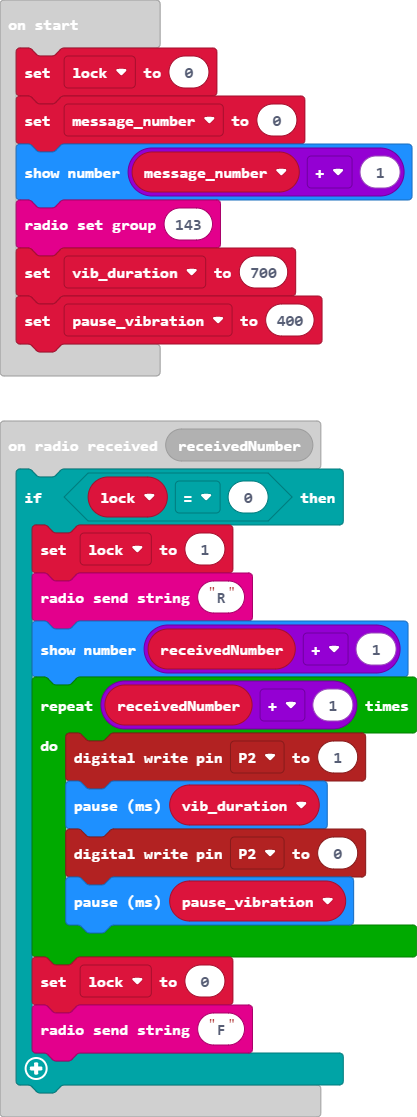 on start
set lock to 0
set message_number to 0
show number message_number + 1
radio set group 143
set vib_duration to 700
set pause_vibration to 400
on radio received receivedNumber
if lock = 0 then
set lock to 1
radio send string "R"
show number receivedNumber + 1
repeat receivedNumber + 1 times
do
digital write pin P2 to 1
pause (ms) vib_duration
digital write pin P2 to 0
pause (ms) pause_vibration
set lock to 0
radio send string "F"